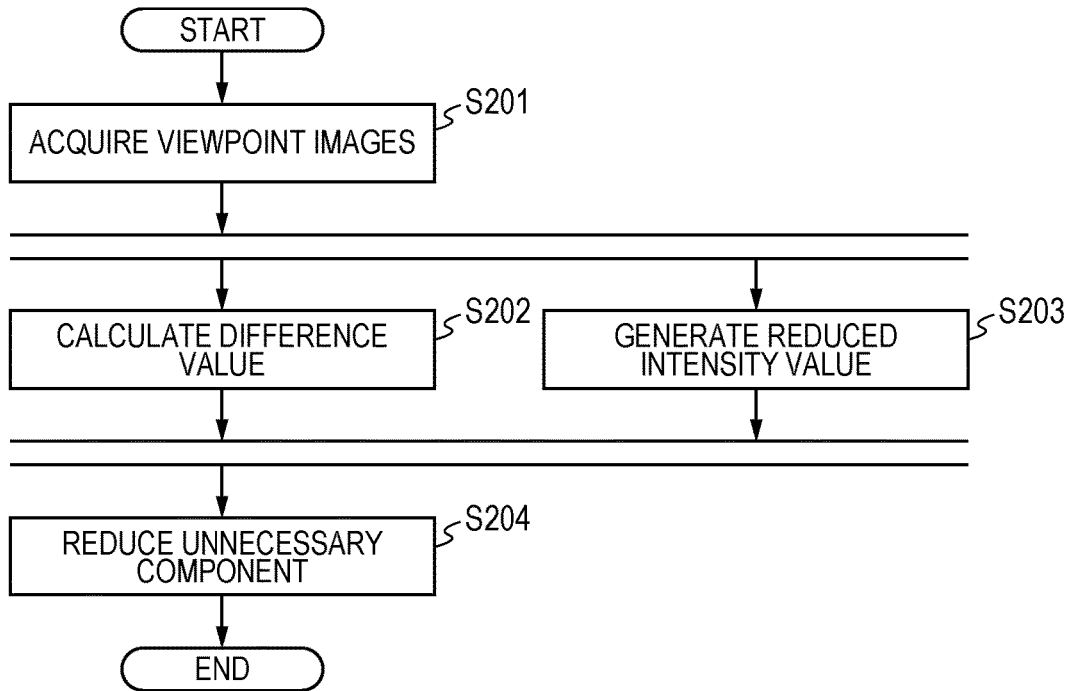 START
S201
ACQUIRE VIEWPOINT IMAGES
S202
CALCULATE DIFFERENCE
VALUE
S203
GENERATE REDUCED
INTENSITY VALUE
S204
REDUCE UNNECESSARY
COMPONENT
END